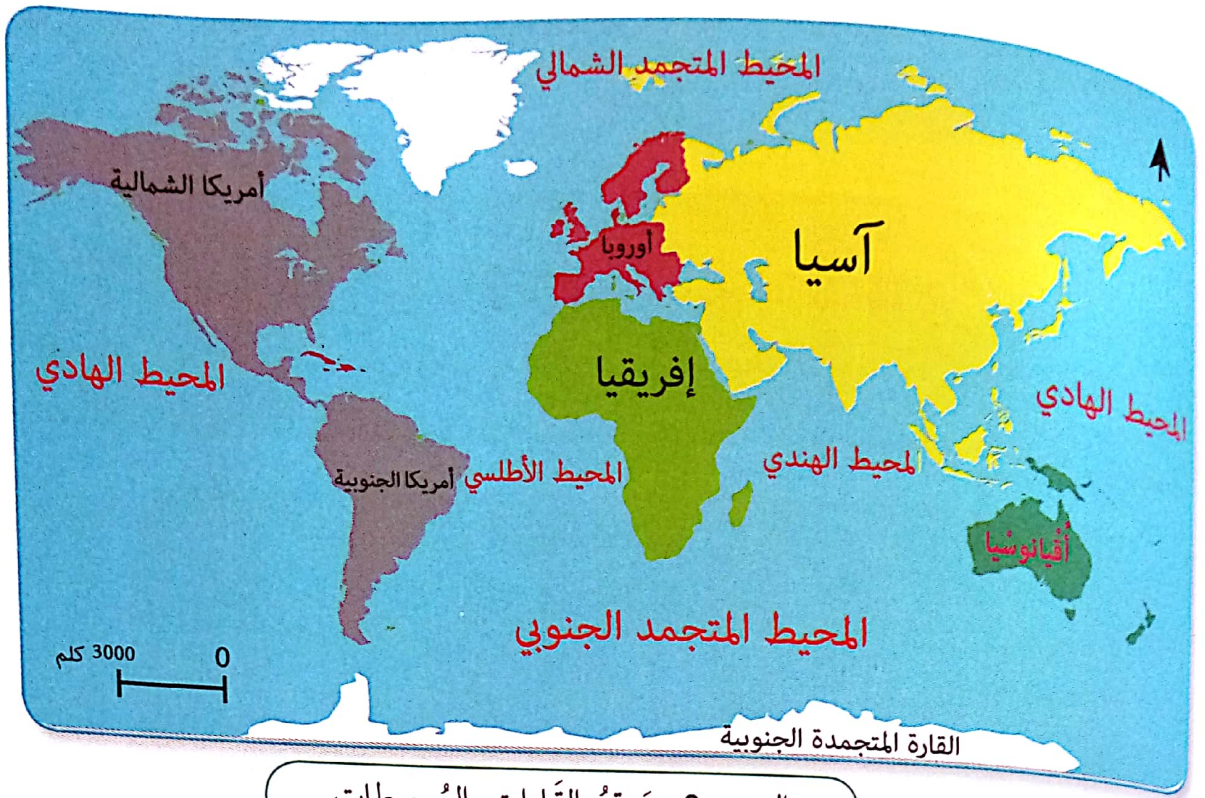 المحيط المتجمد الشمالي
أمريكا الشمالية
أوروبا
آسيا
إفريقيا
المحيط الهادي
المحيط الهادي
أمريكا الجنوبية
المحيط الأطلسي
لمحيط الهندي
أقيانوسيا
المحيط المتجمد الجنوبي
0 3000 كلم
القارة المتجمدة الجنوبية